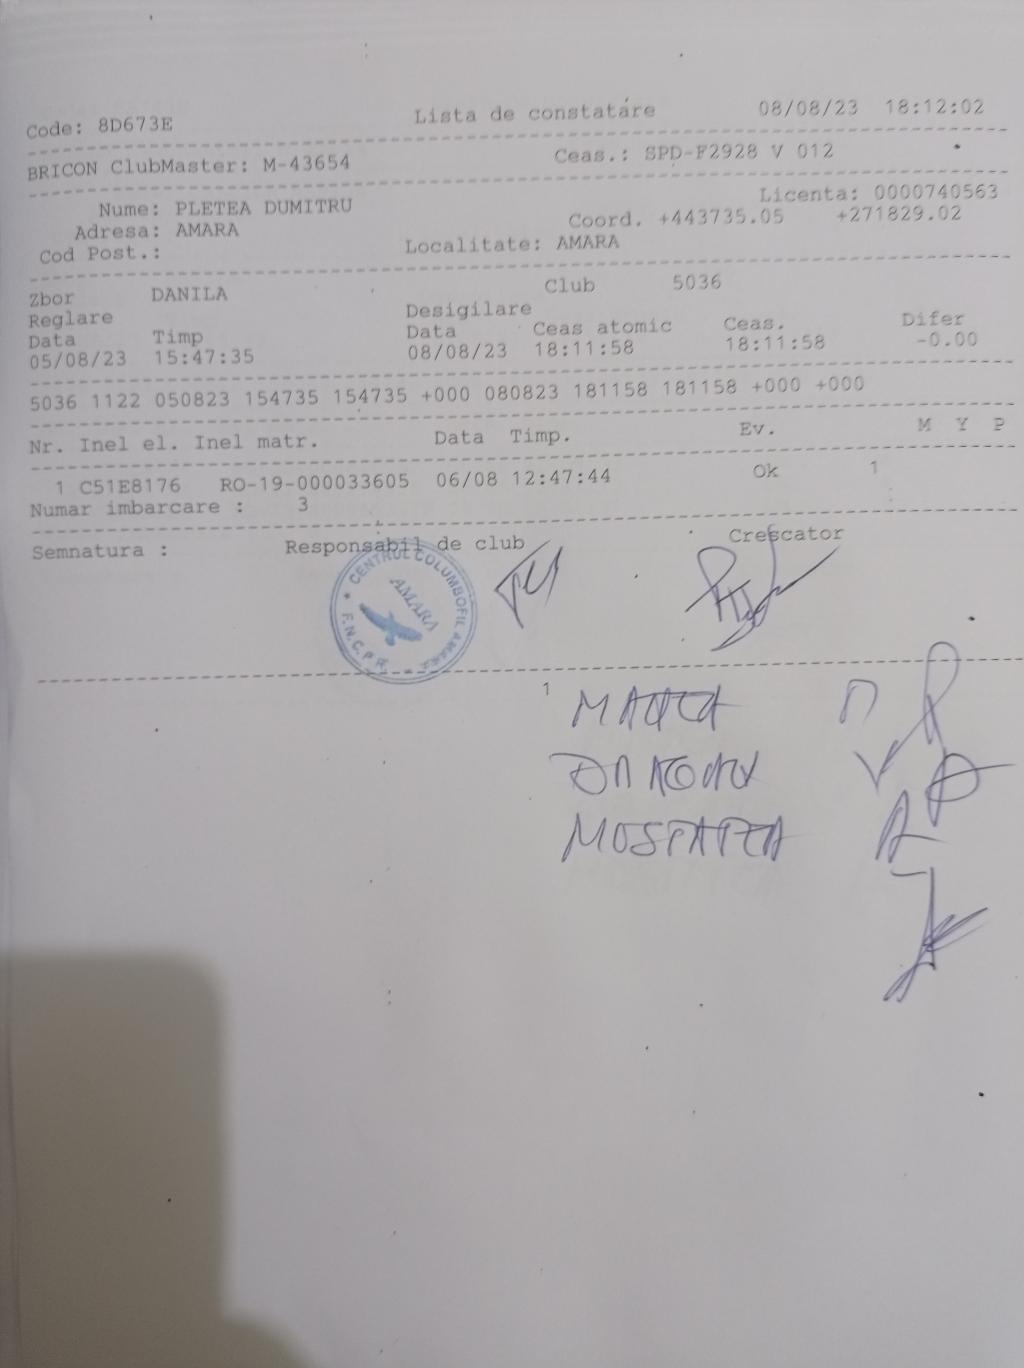 Code: 8D673E Lista de constatare 08/08/23 18:12:02
BRICON ClubMaster: M-43654 Ceas.: SPD-F2928 V 012
Licenta: 0000740563
Nume: PLETEA DUMITRU Coord. +443735.05 +271829.02
Adresa: AMARA
Cod Post.: Localitate: AMARA
Zbor DANILA Club 5036
Reglare Desigilare
Data Timp Data Ceas atomic Ceas. Difer
05/08/23 15:47:35 08/08/23 18:11:58 18:11:58 -0.00
5036 1122 050823 154735 154735 +000 080823 181158 181158 +000 +000
Nr. Inel el. Inel matr. Data Timp. Ev. M Y P
1 C51E8176 RO-19-000033605 06/08 12:47:44 Ok 1
Numar imbarcare : 3
Semnatura : Responsabil de club Crescator
CENTRUL COLUMBOFIL AMARA
AMARA
F.N.C.P.R.
1